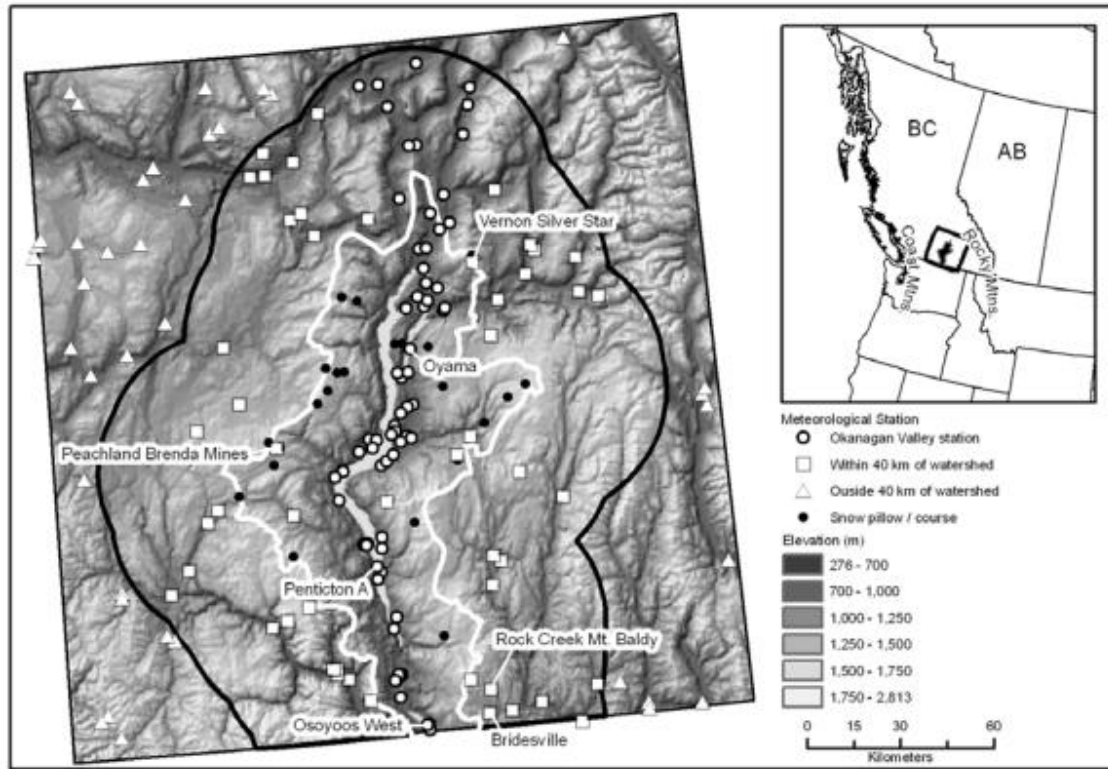 Vernon Silver Star
Oyama
Peachland Brenda Mines
Penticton A
Rock Creek Mt. Baldy
Osoyoos West
Bridesville
BC
AB
Coast Mtns
Rocky Mtns
Meteorological Station
Okanagan Valley station
Within 40 km of watershed
Ouside 40 km of watershed
Snow pillow / course
Elevation (m)
276 - 700
700 - 1,000
1,000 - 1,250
1,250 - 1,500
1,500 - 1,750
1,750 - 2,813
0 15 30 60
Kilometers